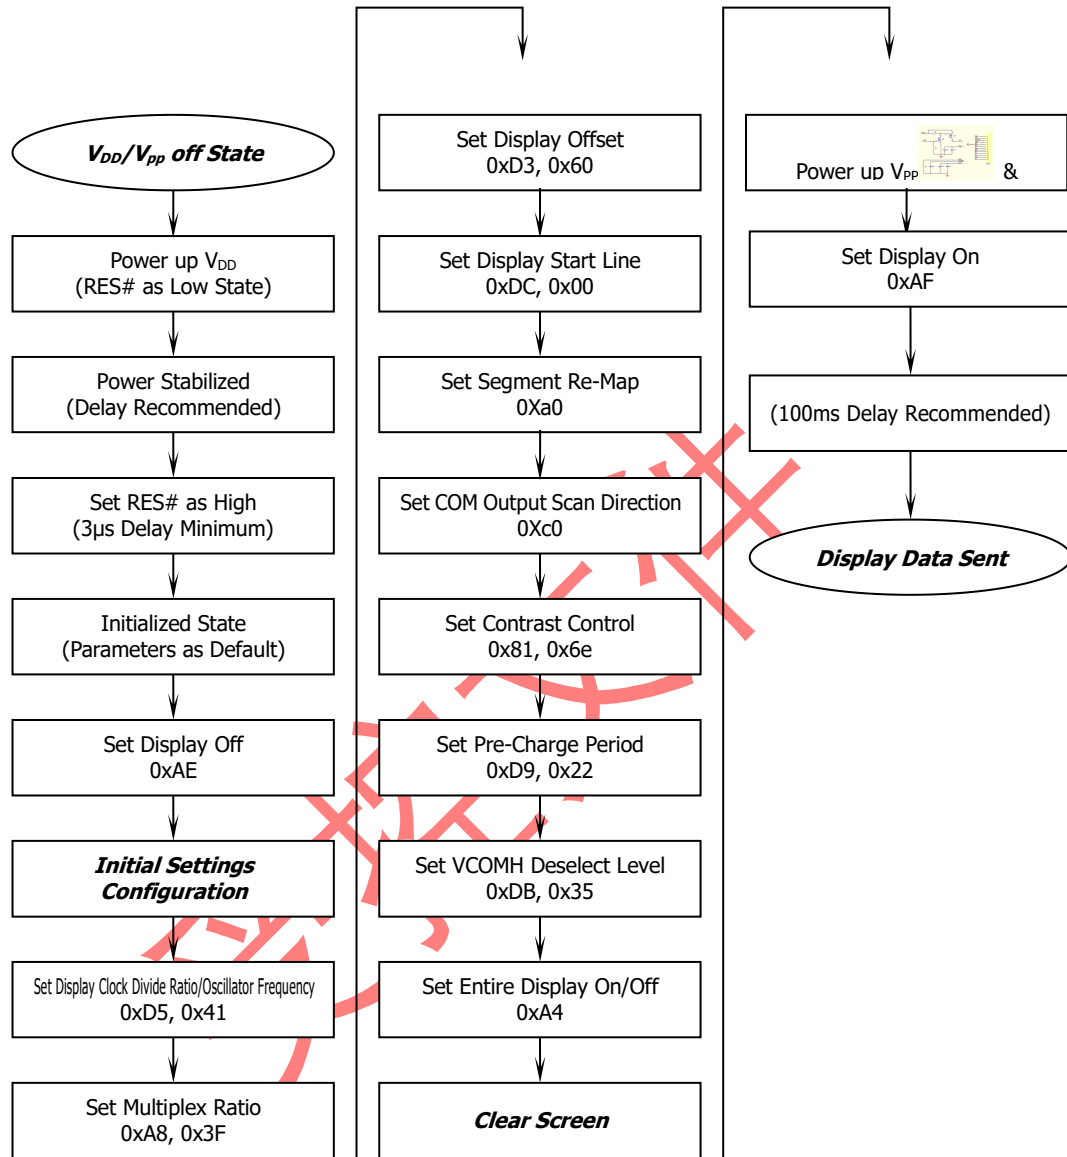 V_DD/V_pp off State
Power up V_DD
(RES# as Low State)
Power Stabilized
(Delay Recommended)
Set RES# as High
(3μs Delay Minimum)
Initialized State
(Parameters as Default)
Set Display Off
0xAE
Initial Settings
Configuration
Set Display Clock Divide Ratio/Oscillator Frequency
0xD5, 0x41
Set Multiplex Ratio
0xA8, 0x3F
Set Display Offset
0xD3, 0x60
Set Display Start Line
0xDC, 0x00
Set Segment Re-Map
0Xa0
Set COM Output Scan Direction
0Xc0
Set Contrast Control
0x81, 0x6e
Set Pre-Charge Period
0xD9, 0x22
Set VCOMH Deselect Level
0xDB, 0x35
Set Entire Display On/Off
0xA4
Clear Screen
Power up V_PP &
Set Display On
0xAF
(100ms Delay Recommended)
Display Data Sent